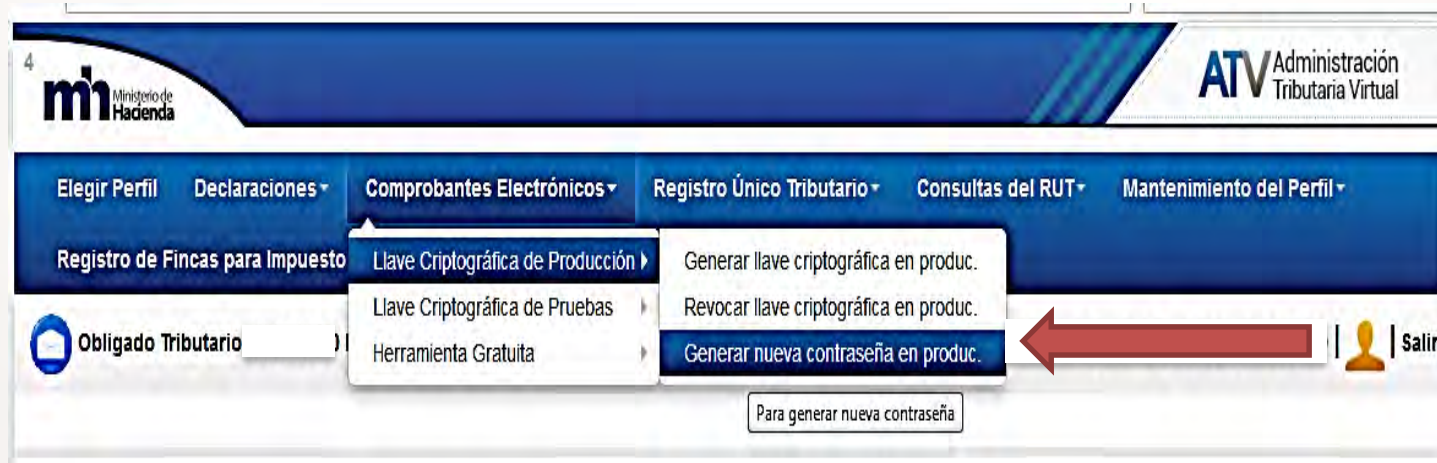 4
mh Ministerio de
Hacienda
ATV Administración
Tributaria Virtual
Elegir Perfil Declaraciones Comprobantes Electrónicos Registro Único Tributario Consultas del RUT Mantenimiento del Perfil
Registro de Fincas para Impuesto
Llave Criptográfica de Producción
Llave Criptográfica de Pruebas
Herramienta Gratuita
Generar llave criptográfica en produc.
Revocar llave criptográfica en produc.
Generar nueva contraseña en produc.
Para generar nueva contraseña
Obligado Tributario
| Salir